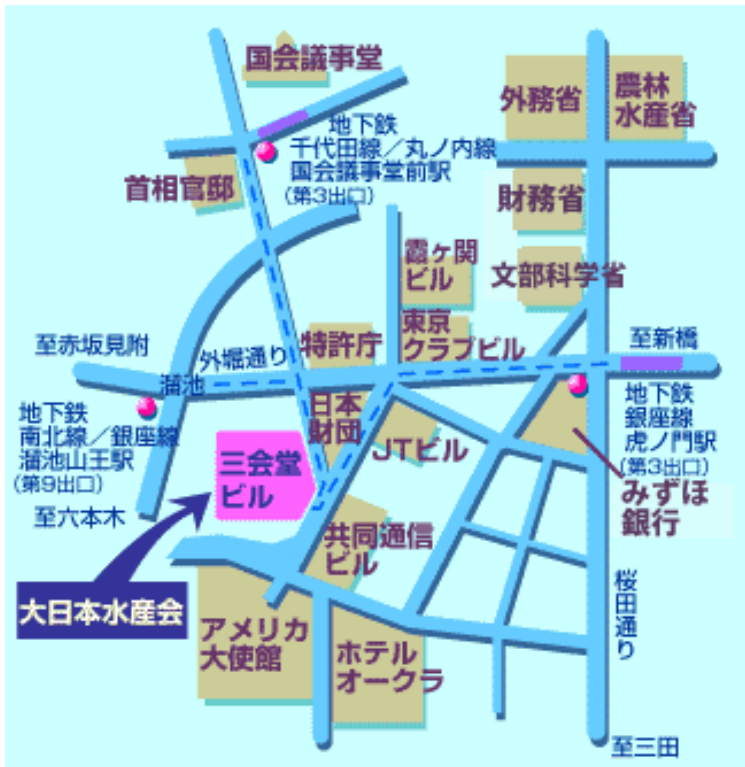 国会議事堂
外務省
農林
水産省
地下鉄
千代田線／丸ノ内線
国会議事堂前駅
(第3出口)
首相官邸
財務省
霞ヶ関
ビル
文部科学省
至赤坂見附
外堀通り
特許庁
東京
クラブビル
至新橋
溜池
地下鉄
南北線／銀座線
溜池山王駅
(第9出口)
至六本木
日本
財団
JTビル
地下鉄
銀座線
虎ノ門駅
(第3出口)
みずほ
銀行
三会堂
ビル
共同通信
ビル
大日本水産会
アメリカ
大使館
ホテル
オークラ
桜田通り
至三田